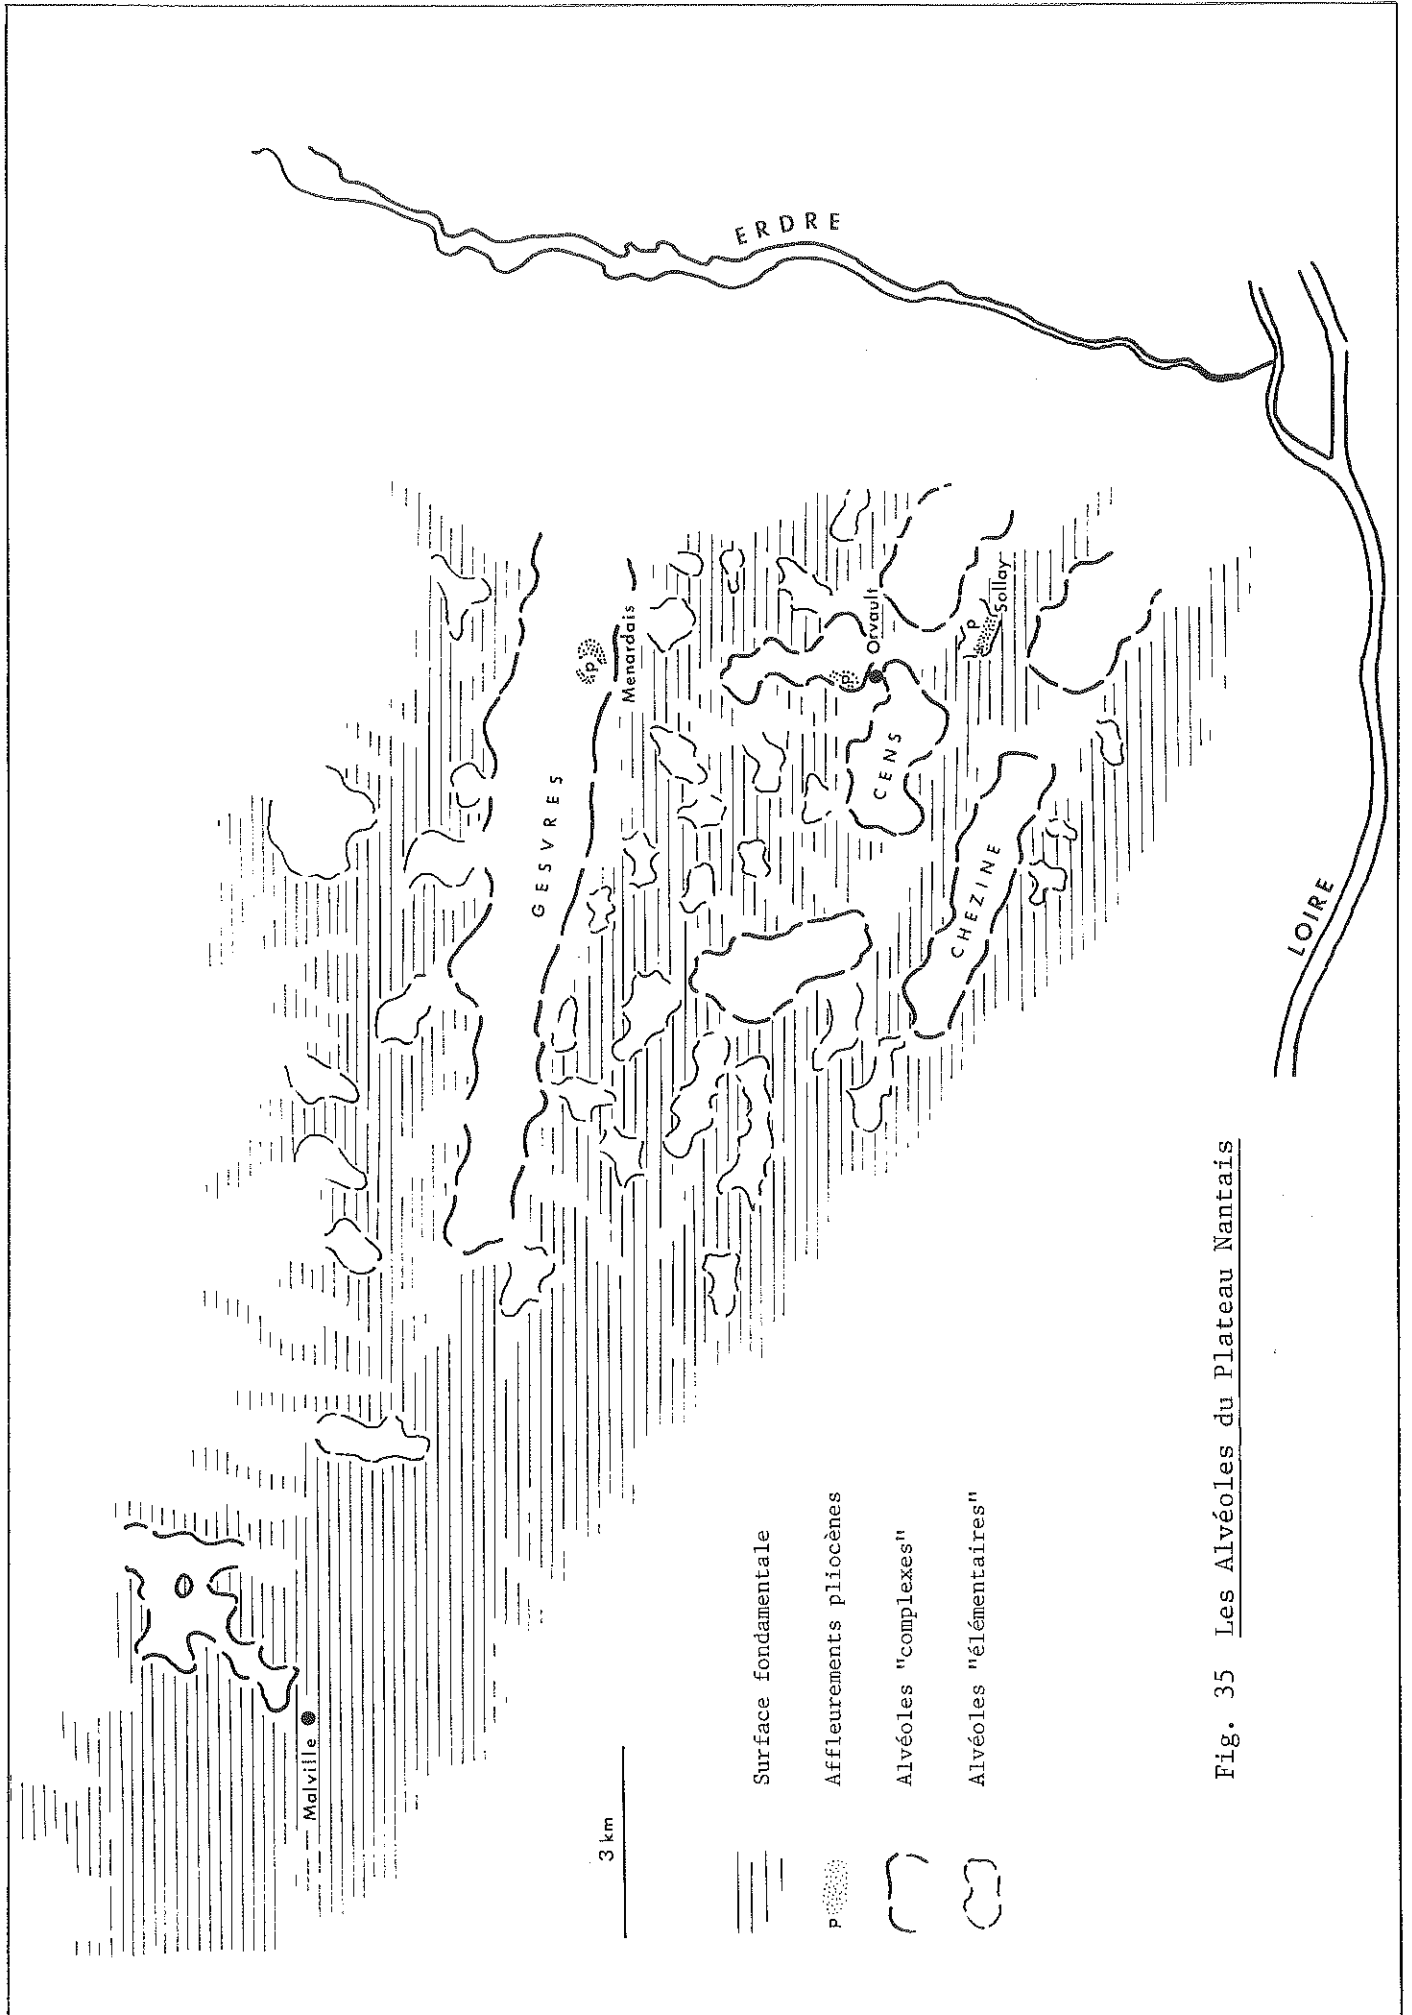 ERDRE
Menardais
P
GESVRES
Orvault
P
CENS
Sollay
P
CHEZINE
LOIRE
Malville
3 km
Surface fondamentale
P Affleurements pliocènes
Alvéoles "complexes"
Alvéoles "élémentaires"
Fig. 35 Les Alvéoles du Plateau Nantais